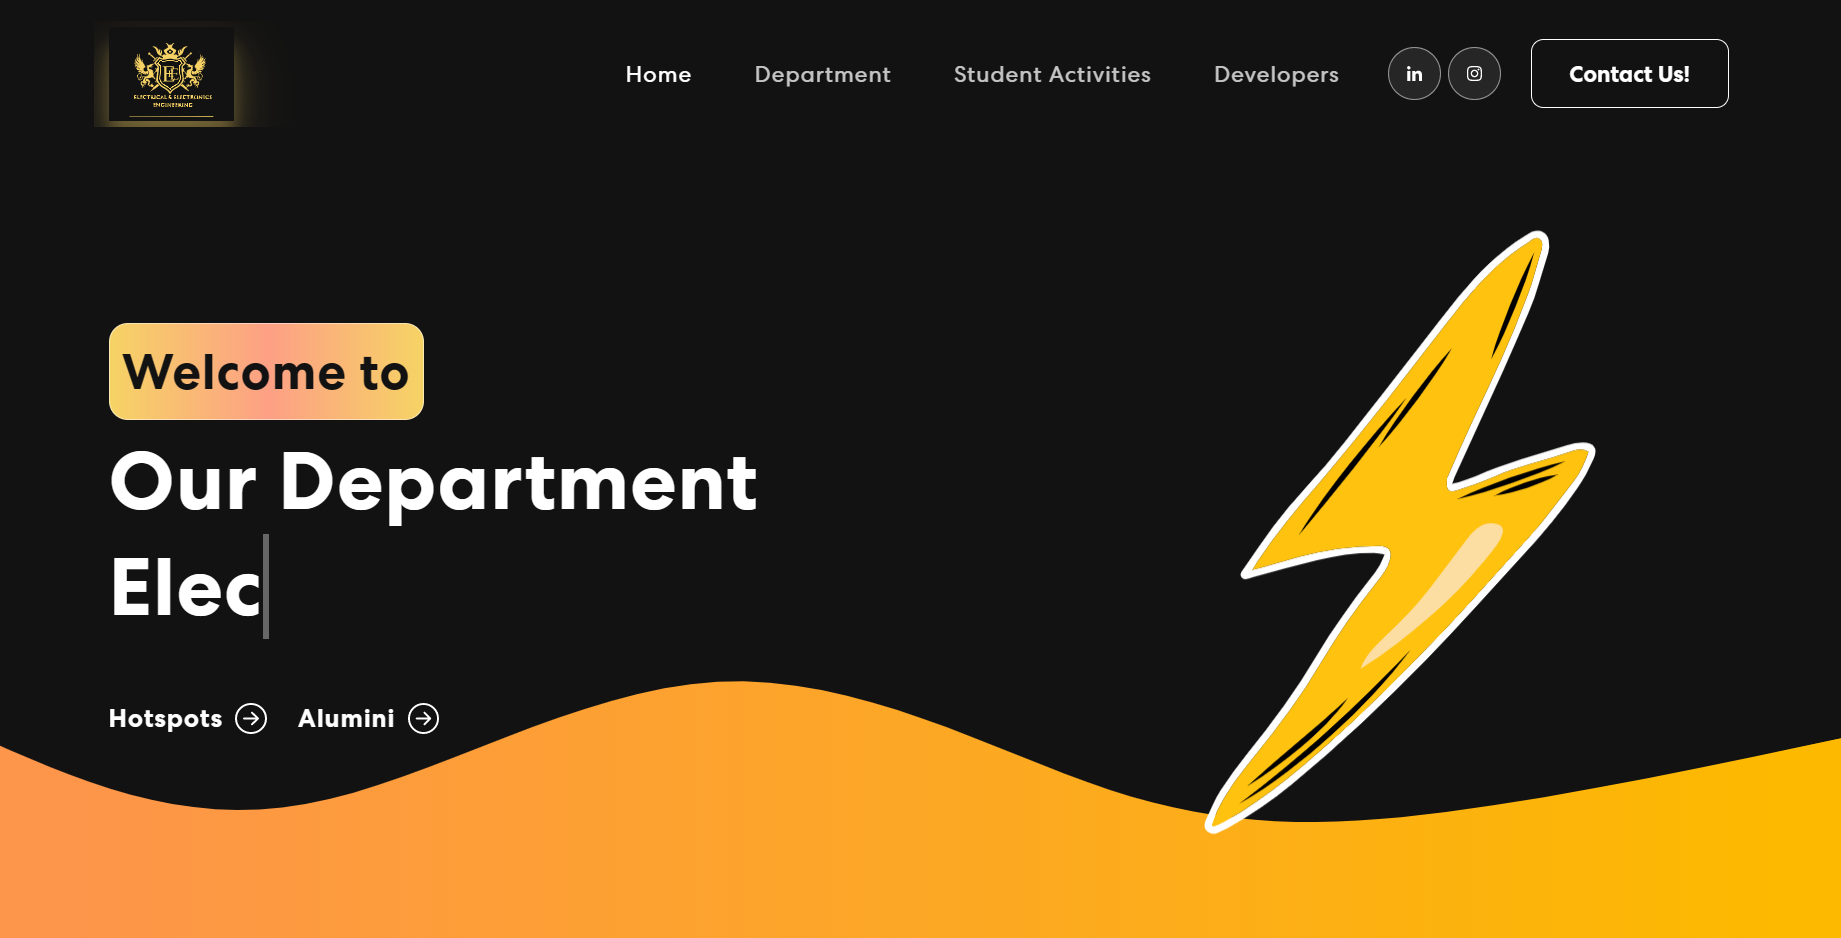 ELECTRICAL & ELECTRONICS
ENGINEERING
Home
Department
Student Activities
Developers
in
Contact Us!
Welcome to
Our Department
Elec
Hotspots
Alumini